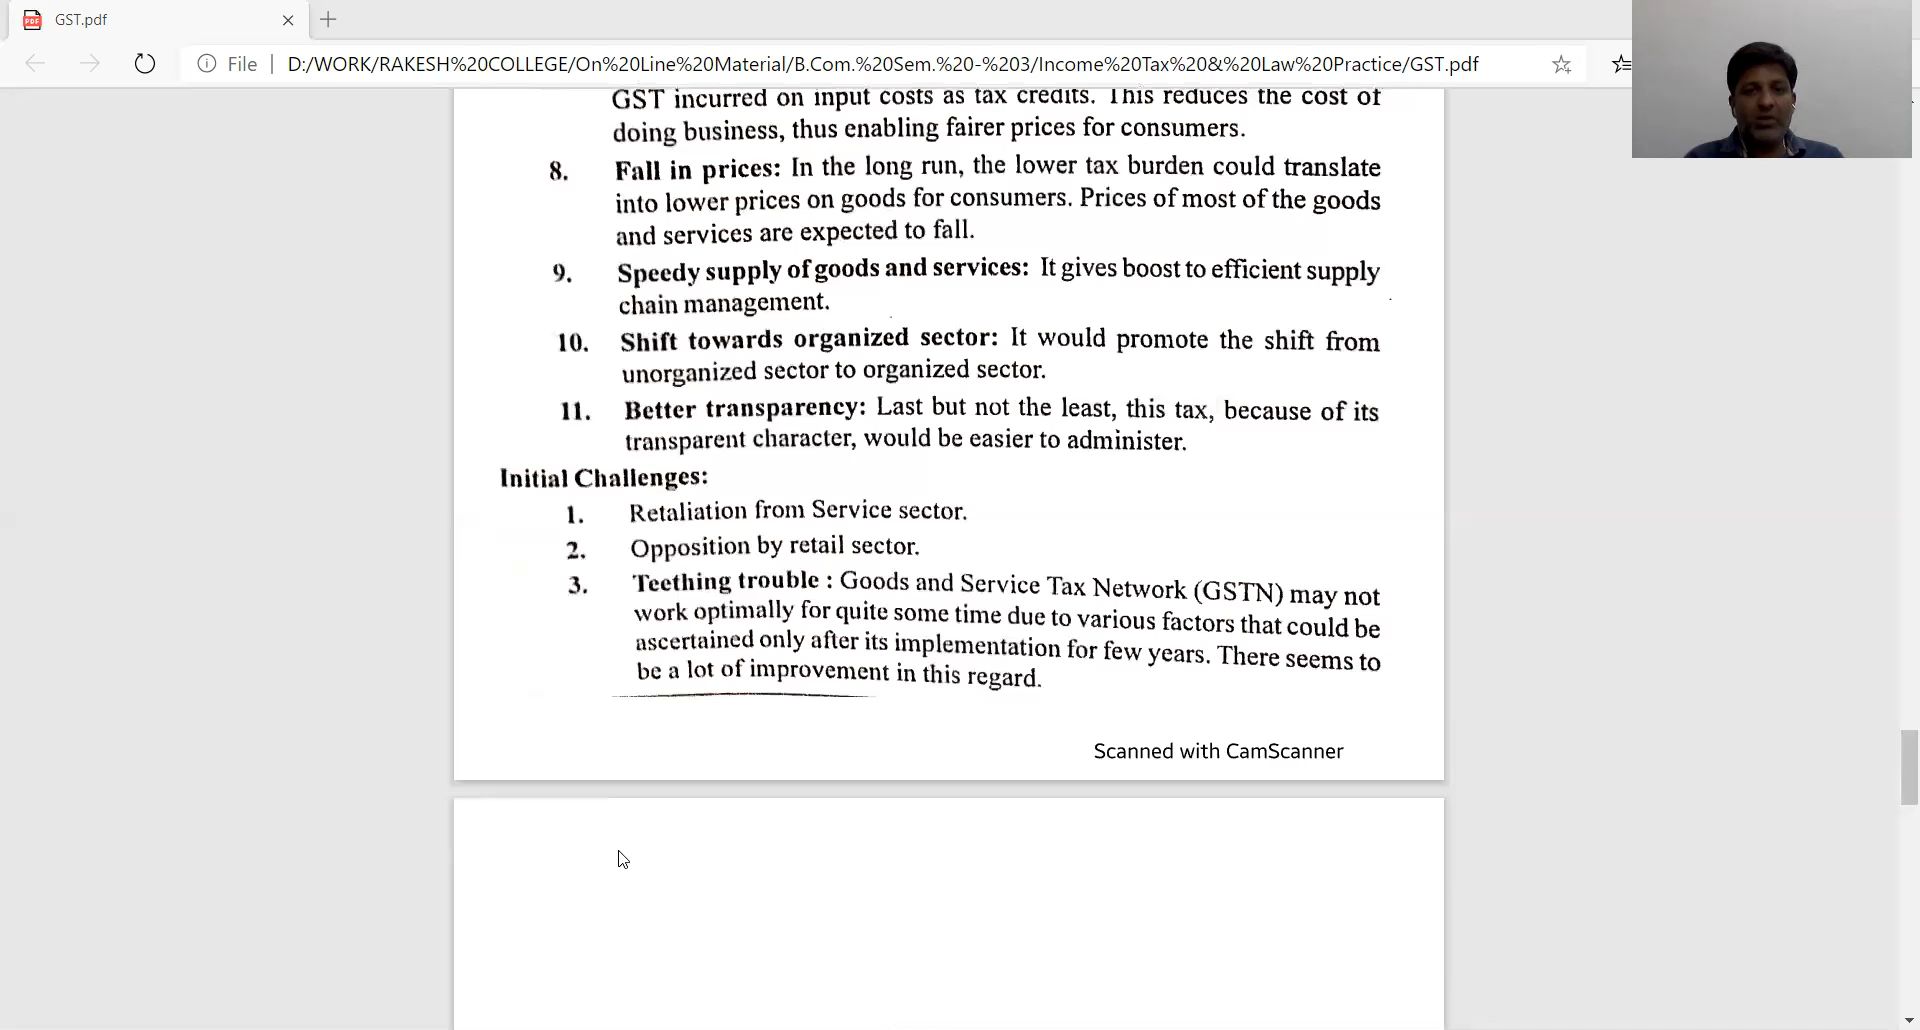 GST.pdf
File
D:/WORK/RAKESH%20COLLEGE/On%20Line%20Material/B.Com.%20Sem.%20-%203/Income%20Tax%20&%20Law%20Practice/GST.pdf
GST incurred on input costs as tax credits. This reduces the cost of
doing business, thus enabling fairer prices for consumers.
8. Fall in prices: In the long run, the lower tax burden could translate
into lower prices on goods for consumers. Prices of most of the goods
and services are expected to fall.
9. Speedy supply of goods and services: It gives boost to efficient supply
chain management.
10. Shift towards organized sector: It would promote the shift from
unorganized sector to organized sector.
11. Better transparency: Last but not the least, this tax, because of its
transparent character, would be easier to administer.
Initial Challenges:
1. Retaliation from Service sector.
2. Opposition by retail sector.
3. Teething trouble : Goods and Service Tax Network (GSTN) may not
work optimally for quite some time due to various factors that could be
ascertained only after its implementation for few years. There seems to
be a lot of improvement in this regard.
Scanned with CamScanner